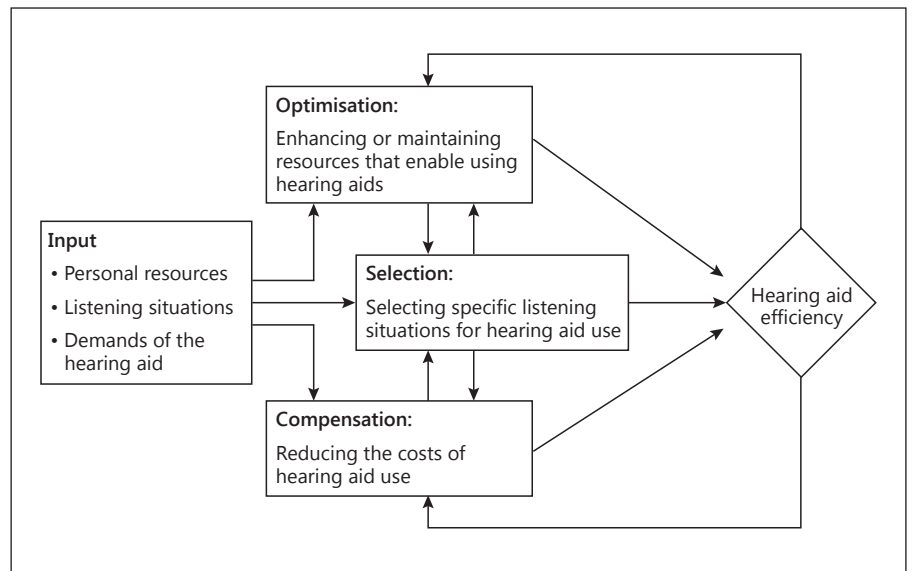 Optimisation:
Enhancing or maintaining
resources that enable using
hearing aids
Input
• Personal resources
• Listening situations
• Demands of the
hearing aid
Selection:
Selecting specific listening
situations for hearing aid use
Hearing aid
efficiency
Compensation:
Reducing the costs of
hearing aid use